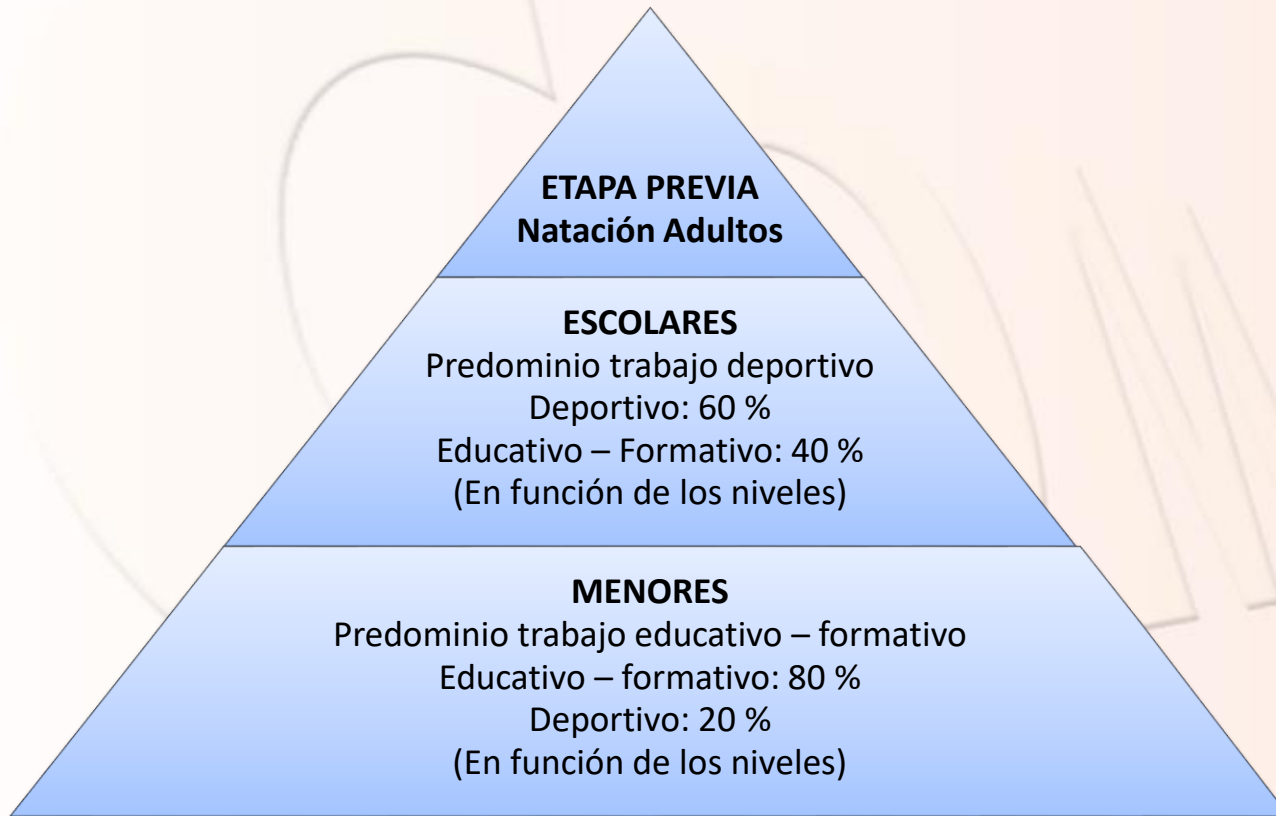 ETAPA PREVIA
Natación Adultos
ESCOLARES
Predominio trabajo deportivo
Deportivo: 60 %
Educativo – Formativo: 40 %
(En función de los niveles)
MENORES
Predominio trabajo educativo – formativo
Educativo – formativo: 80 %
Deportivo: 20 %
(En función de los niveles)